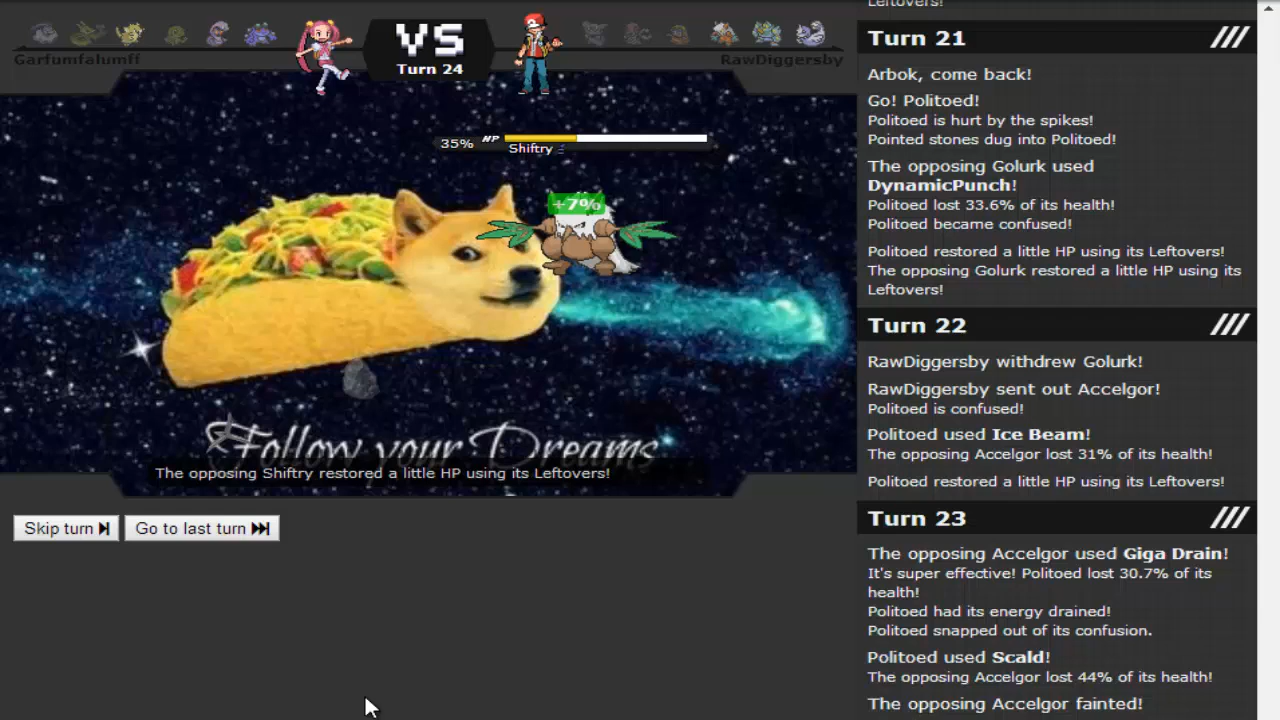 Garfumfalumff
VS
Turn 24
RawDiggersby
35% HP
Shiftry
+7%
Follow your Dreams
The opposing Shiftry restored a little HP using its Leftovers!
Skip turn
Go to last turn
Leftovers!
Turn 21
Arbok, come back!
Go! Politoed!
Politoed is hurt by the spikes!
Pointed stones dug into Politoed!
The opposing Golurk used
DynamicPunch!
Politoed lost 33.6% of its health!
Politoed became confused!
Politoed restored a little HP using its Leftovers!
The opposing Golurk restored a little HP using its
Leftovers!
Turn 22
RawDiggersby withdrew Golurk!
RawDiggersby sent out Accelgor!
Politoed is confused!
Politoed used Ice Beam!
The opposing Accelgor lost 31% of its health!
Politoed restored a little HP using its Leftovers!
Turn 23
The opposing Accelgor used Giga Drain!
It's super effective! Politoed lost 30.7% of its
health!
Politoed had its energy drained!
Politoed snapped out of its confusion.
Politoed used Scald!
The opposing Accelgor lost 44% of its health!
The opposing Accelgor fainted!